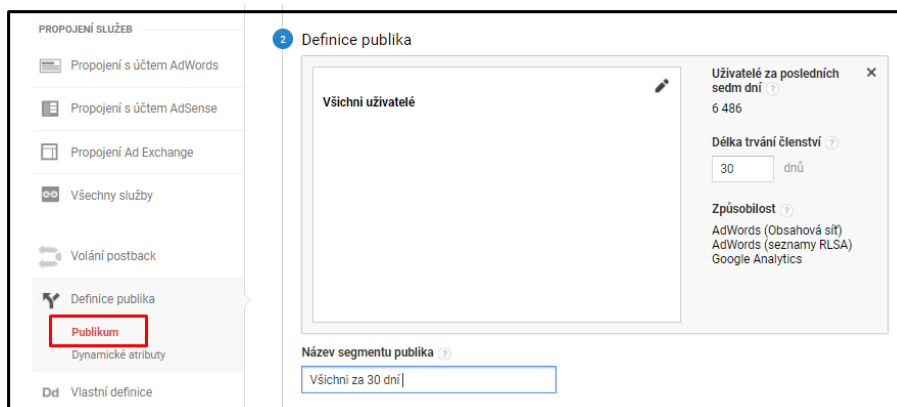 PROPOJENÍ SLUŽEB
Propojení s účtem AdWords
Propojení s účtem AdSense
Propojení Ad Exchange
Všechny služby
Volání postback
Definice publika
Publikum
Dynamické atributy
Dd Vlastní definice
2 Definice publika
Všichni uživatelé
Uživatelé za posledních
sedm dní ?
6 486
Délka trvání členství ?
30 dnů
Způsobilost ?
AdWords (Obsahová síť)
AdWords (seznamy RLSA)
Google Analytics
Název segmentu publika ?
Všichni za 30 dní